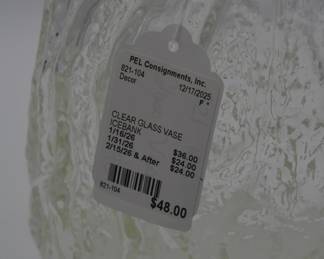 PEL Consignments, Inc.
821-104 12/17/2025
Decor P *
CLEAR GLASS VASE
ICEBANK
1/16/26 $36.00
1/31/26 $24.00
2/15/26 & After $24.00
821-104
$48.00